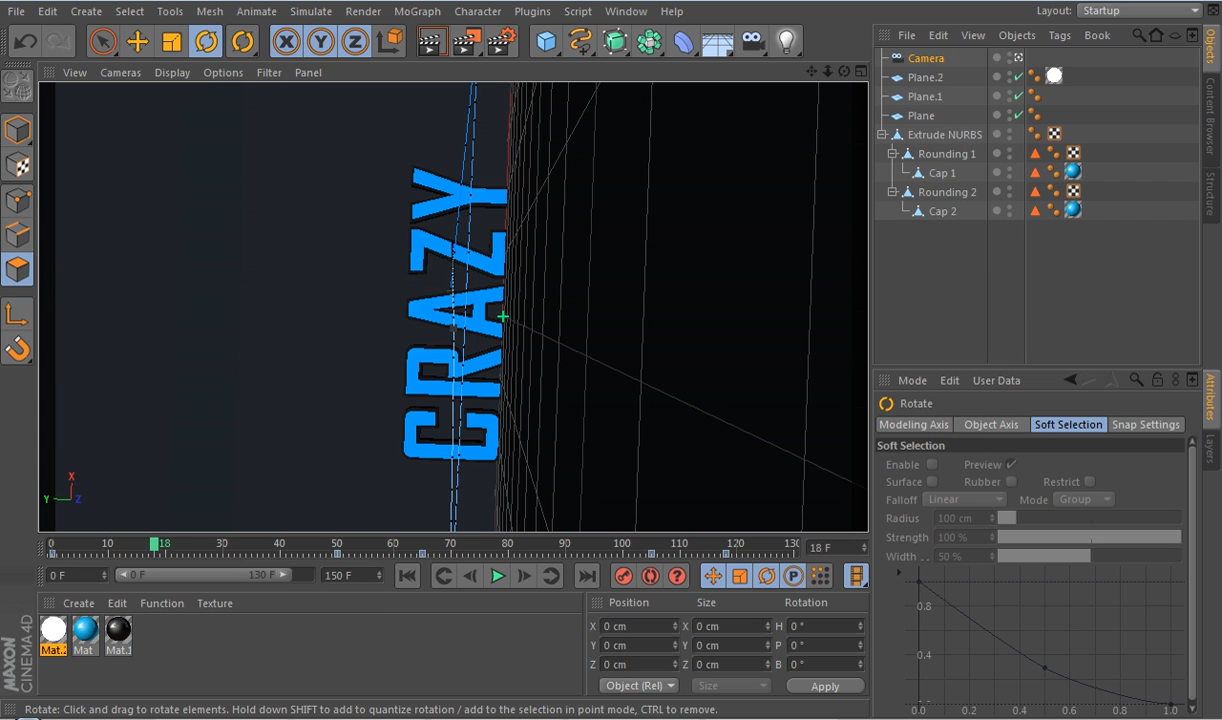 File Edit Create Select Tools Mesh Animate Simulate Render MoGraph Character Plugins Script Window Help Layout: Startup
X Y Z
File Edit View Objects Tags Book
View Cameras Display Options Filter Panel
Camera
Plane.2
Plane.1
Plane
Extrude NURBS
Rounding 1
Cap 1
Rounding 2
Cap 2
Objects
Content Browser
Structure
CRAZY
X
Y Z
Mode Edit User Data
Rotate
Modeling Axis Object Axis Soft Selection Snap Settings
Soft Selection
Enable Preview
Surface Rubber Restrict
Falloff Linear Mode Group
Radius 100 cm
Strength 100 %
Width . . 50 %
0.8
0.4
0.0 0.2 0.4 0.6 0.8 1.0
Attributes
Layers
0 10 18 30 40 50 60 70 80 90 100 110 120 130 18 F
0 F 0 F 130 F 150 F
P
Create Edit Function Texture
Mat.2 Mat Mat.1
Position Size Rotation
X 0 cm X 0 cm H 0 °
Y 0 cm Y 0 cm P 0 °
Z 0 cm Z 0 cm B 0 °
Object (Rel) Size Apply
MAXON
CINEMA 4D
Rotate: Click and drag to rotate elements. Hold down SHIFT to add to quantize rotation / add to the selection in point mode, CTRL to remove.